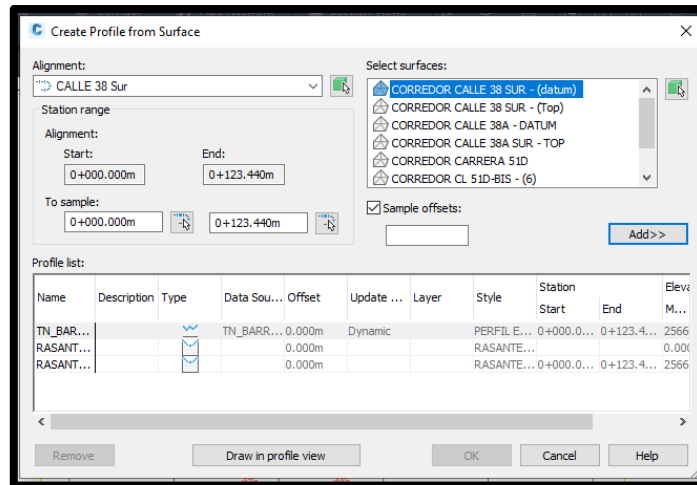 Create Profile from Surface
Alignment:
CALLE 38 Sur
Select surfaces:
CORREDOR CALLE 38 SUR - (datum)
CORREDOR CALLE 38 SUR - (Top)
CORREDOR CALLE 38A - DATUM
CORREDOR CALLE 38A SUR - TOP
CORREDOR CARRERA 51D
CORREDOR CL 51D-BIS - (6)
Station range
Alignment:
Start: End:
0+000.000m 0+123.440m
To sample:
0+000.000m 0+123.440m
Sample offsets:
Add>>
Profile list:
Name Description Type Data Sou... Offset Update ... Layer Style Station Start End Eleva M...
TN_BAR... TN_BARR... 0.000m Dynamic PERFIL E... 0+000.0... 0+123.4... 2566
RASANT... 0.000m RASANTE... 0.000
RASANT... 0.000m RASANTE... 0+000.0... 0+123.4... 2566
Remove Draw in profile view OK Cancel Help